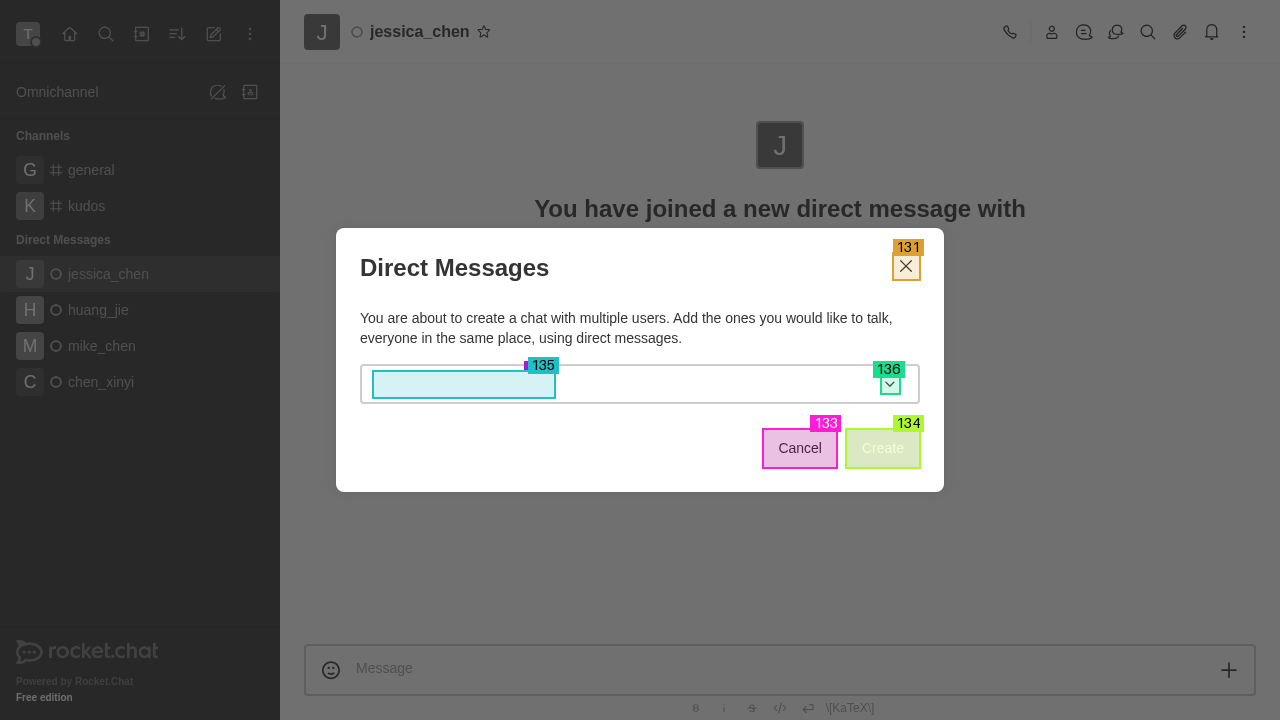 T
J
jessica_chen
Omnichannel
Channels
G general
K kudos
Direct Messages
J jessica_chen
H huang_jie
M mike_chen
C chen_xinyi
rocket.chat
Powered by Rocket.Chat
Free edition
J
You have joined a new direct message with
131
Direct Messages
You are about to create a chat with multiple users. Add the ones you would like to talk,
everyone in the same place, using direct messages.
135
136
133
134
Cancel
Create
Message
B i S </> \[KaTeX\]